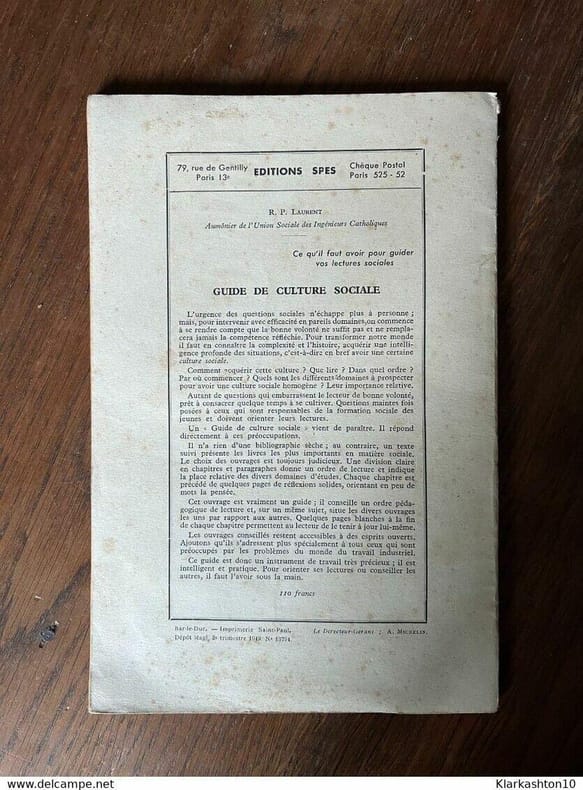 79, rue de Gentilly
Paris 13e
EDITIONS SPES
Chèque Postal
Paris 525 - 52
R. P. LAURENT
Aumônier de l'Union Sociale des Ingénieurs Catholiques
Ce qu'il faut avoir pour guider
vos lectures sociales
GUIDE DE CULTURE SOCIALE
L'urgence des questions sociales n'échappe plus à personne ;
mais, pour intervenir avec efficacité en pareils domaines, on commence
à se rendre compte que la bonne volonté ne suffit pas et ne rempla-
cera jamais la compétence réfléchie. Pour transformer notre monde
il faut en connaître la complexité et l'histoire, acquérir une intelli-
gence profonde des situations, c'est-à-dire en bref avoir une certaine
culture sociale.
Comment acquérir cette culture ? Que lire ? Dans quel ordre ?
Par où commencer ? Quels sont les différents domaines à prospecter
pour avoir une culture sociale homogène ? Leur importance relative.
Autant de questions qui embarrassent le lecteur de bonne volonté,
prêt à consacrer quelque temps à se cultiver. Questions maintes fois
posées à ceux qui sont responsables de la formation sociale des
jeunes et doivent orienter leurs lectures.
Un « Guide de culture sociale » vient de paraître. Il répond
directement à ces préoccupations.
Il n'a rien d'une bibliographie sèche ; au contraire, un texte
suivi présente les livres les plus importants en matière sociale.
Le choix des ouvrages est toujours judicieux. Une division claire
en chapitres et paragraphes donne un ordre de lecture et indique
la place relative des divers domaines d'études. Chaque chapitre est
précédé de quelques pages de réflexions solides, orientant en peu de
mots la pensée.
Cet ouvrage est vraiment un guide ; il conseille un ordre péda-
gogique de lecture et, sur un même sujet, situe les divers ouvrages
les uns par rapport aux autres. Quelques pages blanches à la fin
de chaque chapitre permettent au lecteur de le tenir à jour lui-même.
Les ouvrages conseillés restent accessibles à des esprits ouverts.
Ajoutons qu'ils s'adressent plus spécialement à tous ceux qui sont
préoccupés par les problèmes du monde du travail industriel.
Ce guide est donc un instrument de travail très précieux ; il est
intelligent et pratique. Pour orienter ses lectures ou conseiller les
autres, il faut l'avoir sous la main.
110 francs
Bar-le-Duc. — Imprimerie Saint-Paul. Le Directeur-Gérant : A. MICHELIN.
Dépôt légal, trimestre 1949 N°
www.delcampe.net
Klarkashton10